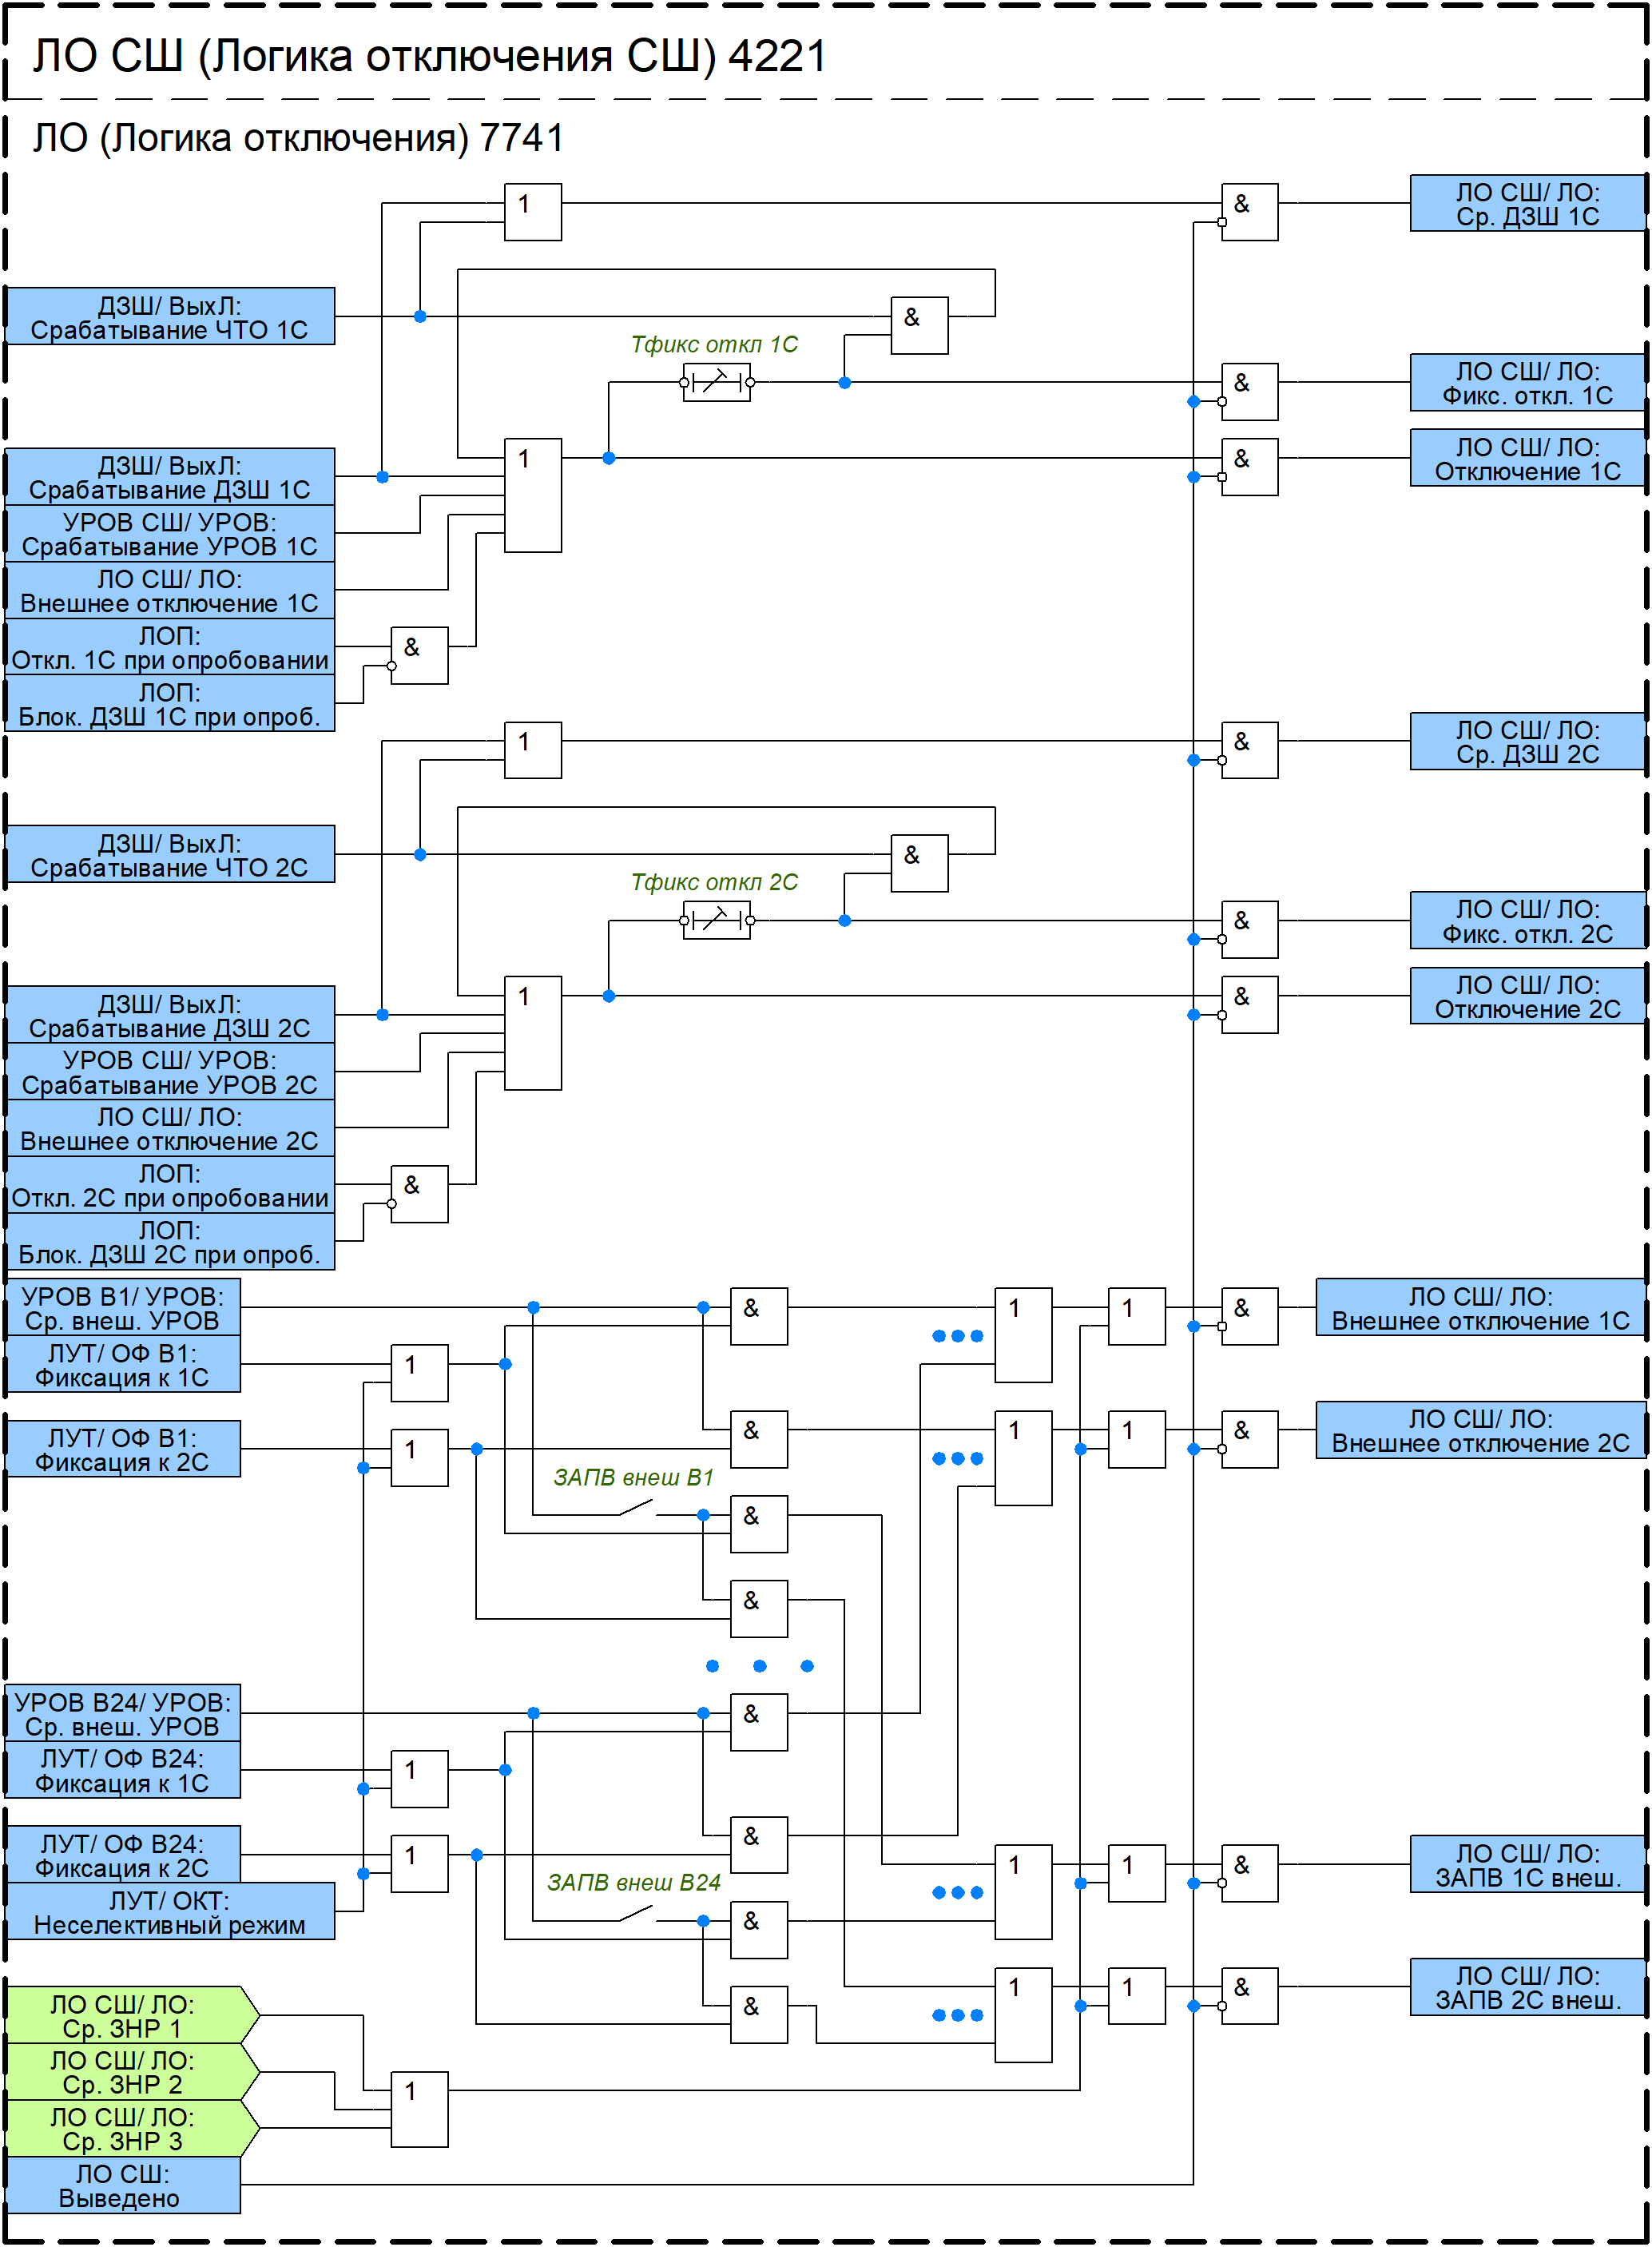 ЛО СШ (Логика отключения СШ) 4221
ЛО (Логика отключения) 7741
1
&
ЛО СШ/ ЛО:
Ср. ДЗШ 1С
ДЗШ/ ВыхЛ:
Срабатывание ЧТО 1С
&
Тфикс откл 1С
&
ЛО СШ/ ЛО:
Фикс. откл. 1С
ДЗШ/ ВыхЛ:
Срабатывание ДЗШ 1С
1
&
ЛО СШ/ ЛО:
Отключение 1С
УРОВ СШ/ УРОВ:
Срабатывание УРОВ 1С
ЛО СШ/ ЛО:
Внешнее отключение 1С
ЛОП:
Откл. 1С при опробовании
&
ЛОП:
Блок. ДЗШ 1С при опроб.
1
&
ЛО СШ/ ЛО:
Ср. ДЗШ 2С
ДЗШ/ ВыхЛ:
Срабатывание ЧТО 2С
&
Тфикс откл 2С
&
ЛО СШ/ ЛО:
Фикс. откл. 2С
ДЗШ/ ВыхЛ:
Срабатывание ДЗШ 2С
1
&
ЛО СШ/ ЛО:
Отключение 2С
УРОВ СШ/ УРОВ:
Срабатывание УРОВ 2С
ЛО СШ/ ЛО:
Внешнее отключение 2С
ЛОП:
Откл. 2С при опробовании
&
ЛОП:
Блок. ДЗШ 2С при опроб.
УРОВ В1/ УРОВ:
Ср. внеш. УРОВ
&
1
1
&
ЛО СШ/ ЛО:
Внешнее отключение 1С
ЛУТ/ ОФ В1:
Фиксация к 1С
1
ЛУТ/ ОФ В1:
Фиксация к 2С
1
&
1
1
&
ЛО СШ/ ЛО:
Внешнее отключение 2С
ЗАПВ внеш В1
&
&
УРОВ В24/ УРОВ:
Ср. внеш. УРОВ
&
ЛУТ/ ОФ В24:
Фиксация к 1С
1
ЛУТ/ ОФ В24:
Фиксация к 2С
1
&
1
1
&
ЛО СШ/ ЛО:
ЗАПВ 1С внеш.
ЛУТ/ ОКТ:
Неселективный режим
ЗАПВ внеш В24
&
&
1
1
&
ЛО СШ/ ЛО:
ЗАПВ 2С внеш.
ЛО СШ/ ЛО:
Ср. ЗНР 1
ЛО СШ/ ЛО:
Ср. ЗНР 2
1
ЛО СШ/ ЛО:
Ср. ЗНР 3
ЛО СШ:
Выведено